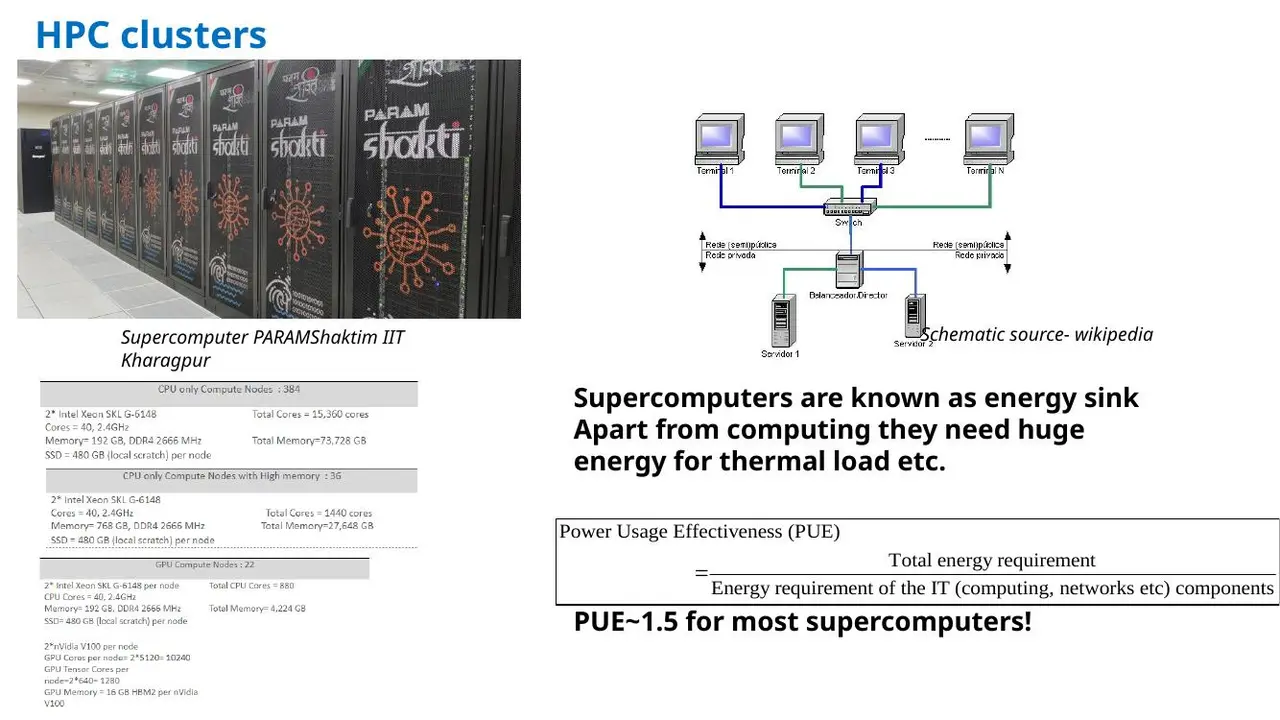 HPC clusters
परम
शक्ति
PARAM
shakti
Supercomputer PARAMShaktim IIT
Kharagpur
CPU only Compute Nodes : 384
2* Intel Xeon SKL G-6148 Total Cores = 15,360 cores
Cores = 40, 2.4GHz
Memory= 192 GB, DDR4 2666 MHz Total Memory=73,728 GB
SSD = 480 GB (local scratch) per node
CPU only Compute Nodes with High memory : 36
2* Intel Xeon SKL G-6148
Cores = 40, 2.4GHz Total Cores = 1440 cores
Memory= 768 GB, DDR4 2666 MHz Total Memory=27,648 GB
SSD = 480 GB (local scratch) per node
GPU Compute Nodes : 22
2* Intel Xeon SKL G-6148 per node Total CPU Cores = 880
CPU Cores = 40, 2.4GHz
Memory= 192 GB, DDR4 2666 MHz Total Memory= 4,224 GB
SSD= 480 GB (local scratch) per node
2*nVidia V100 per node
GPU Cores per node= 2*5120= 10240
GPU Tensor Cores per
node=2*640= 1280
GPU Memory = 16 GB HBM2 per nVidia
V100
Terminal 1 Terminal 2 Terminal 3 Terminal N
Switch
Rede (semi)pública Rede (semi)pública
Rede privada Rede privada
Balanceador/Director
Servidor 1 Servidor 2
Schematic source- wikipedia
Supercomputers are known as energy sink
Apart from computing they need huge
energy for thermal load etc.
Power Usage Effectiveness (PUE)
= Total energy requirement
Energy requirement of the IT (computing, networks etc) components
PUE~1.5 for most supercomputers!